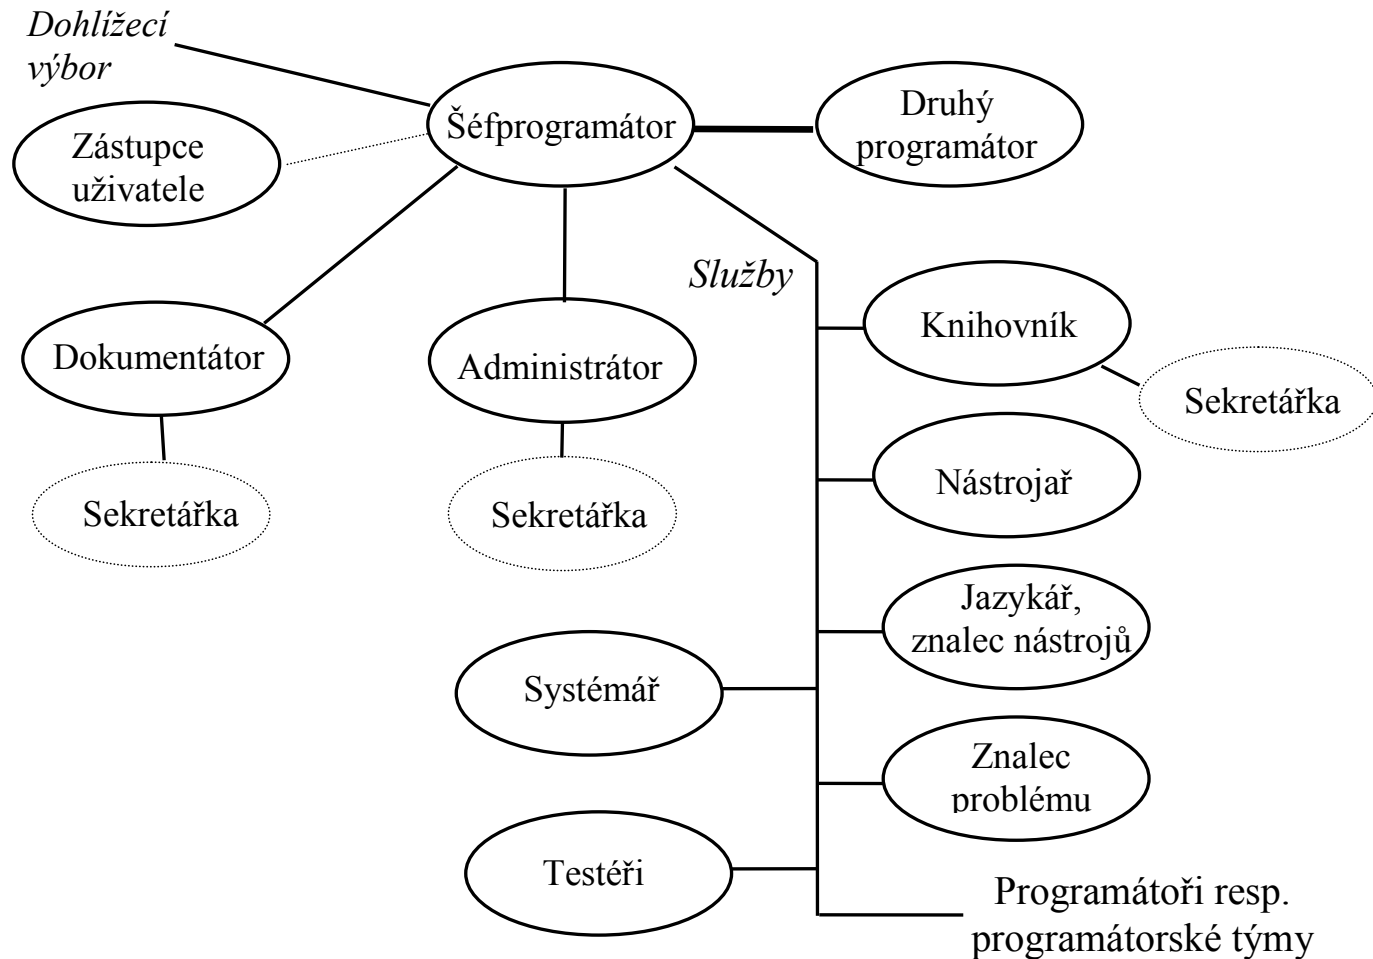 Dohlížecí
výbor
Šéfprogramátor
Druhý
programátor
Zástupce
uživatele
Služby
Knihovník
Dokumentátor
Administrátor
Sekretářka
Nástrojař
Sekretářka
Sekretářka
Jazykář,
znalec nástrojů
Systémář
Znalec
problému
Testéři
Programátoři resp.
programátorské týmy